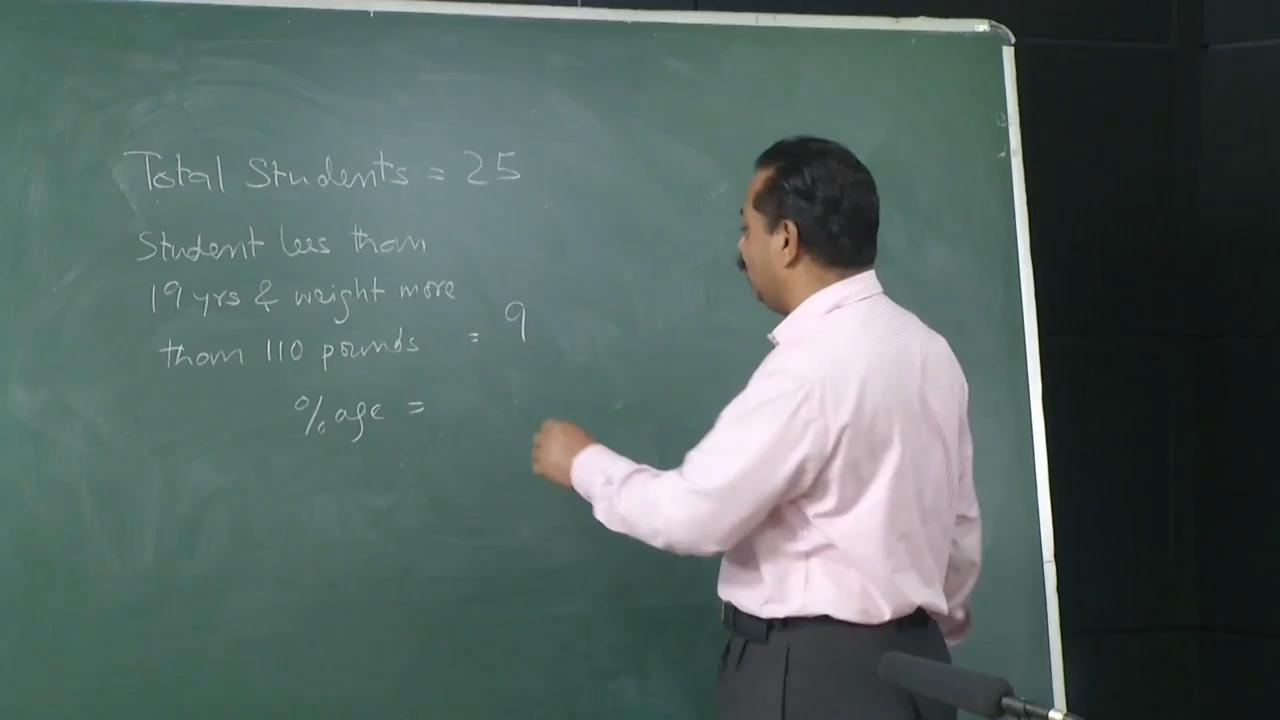 Total Students = 25
Student less than
19 yrs & weight more
than 110 pounds = 9
%age =